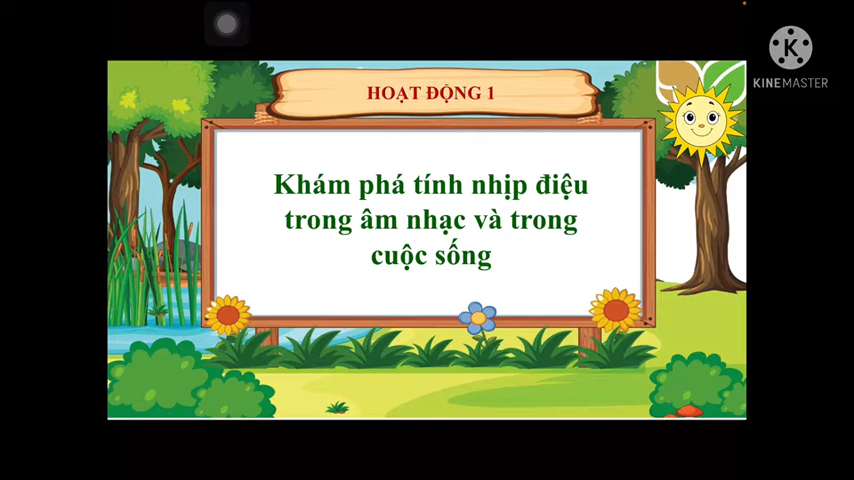 KINEMASTER
HOẠT ĐỘNG 1
Khám phá tính nhịp điệu
trong âm nhạc và trong
cuộc sống